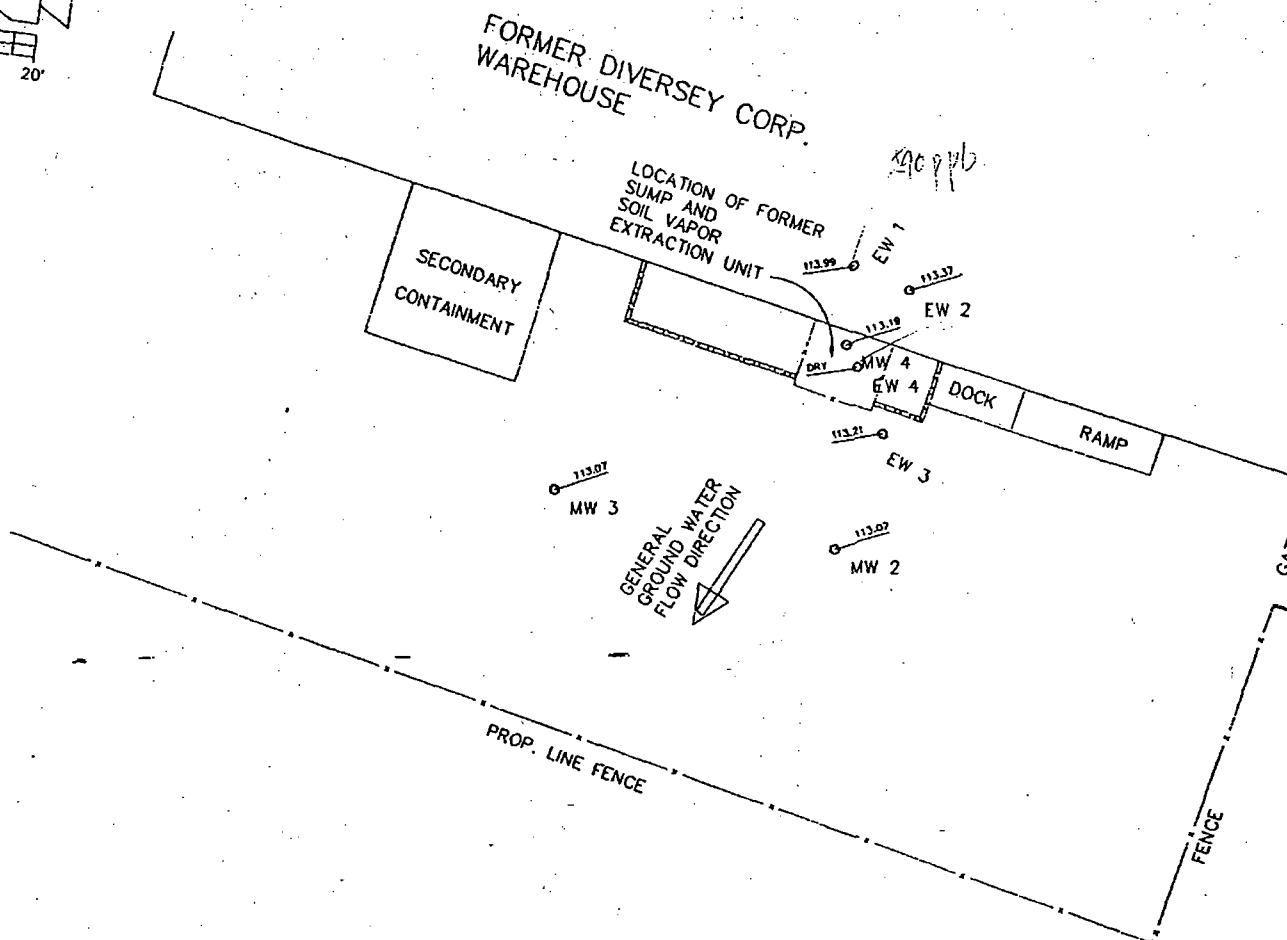 20'
FORMER DIVERSEY CORP.
WAREHOUSE
LOCATION OF FORMER
SUMP AND
SOIL VAPOR
EXTRACTION UNIT
113.99
EW 1
113.37
EW 2
113.19
MW 4
DRY
EW 4
SECONDARY
CONTAINMENT
DOCK
RAMP
113.21
EW 3
113.07
MW 3
GENERAL
GROUND WATER
FLOW DIRECTION
113.07
MW 2
PROP. LINE FENCE
FENCE